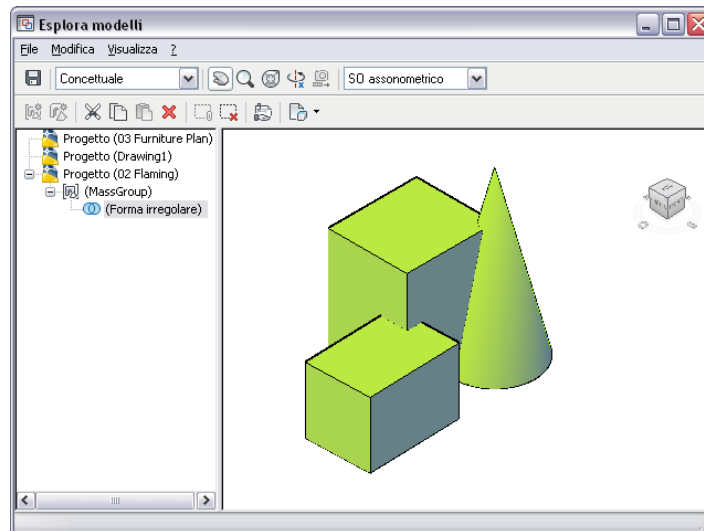 Esplora modelli
File Modifica Visualizza ?
Concettuale SO assonometrico
Progetto (03 Furniture Plan)
Progetto (Drawing1)
Progetto (02 Flaming)
(MassGroup)
(Forma irregolare)